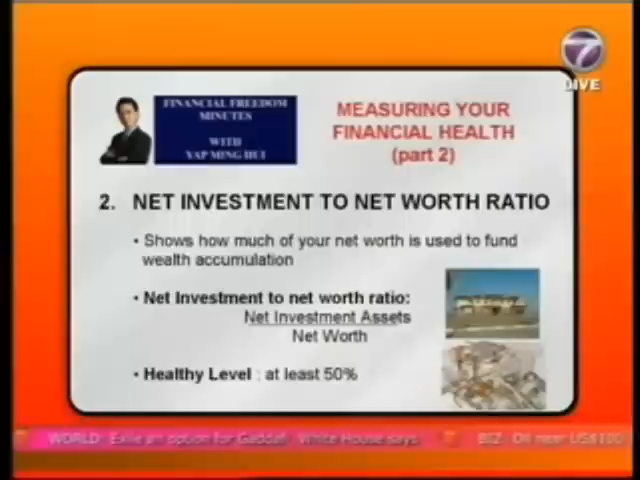 7
LIVE
FINANCIAL FREEDOM
MINUTES
WITH
YAP MING HUI
MEASURING YOUR
FINANCIAL HEALTH
(part 2)
2. NET INVESTMENT TO NET WORTH RATIO
• Shows how much of your net worth is used to fund
wealth accumulation
• Net Investment to net worth ratio:
Net Investment Assets
Net Worth
• Healthy Level : at least 50%
WORLD: Exile an option for Gaddafi, White House says
BIZ: Oil near US$100